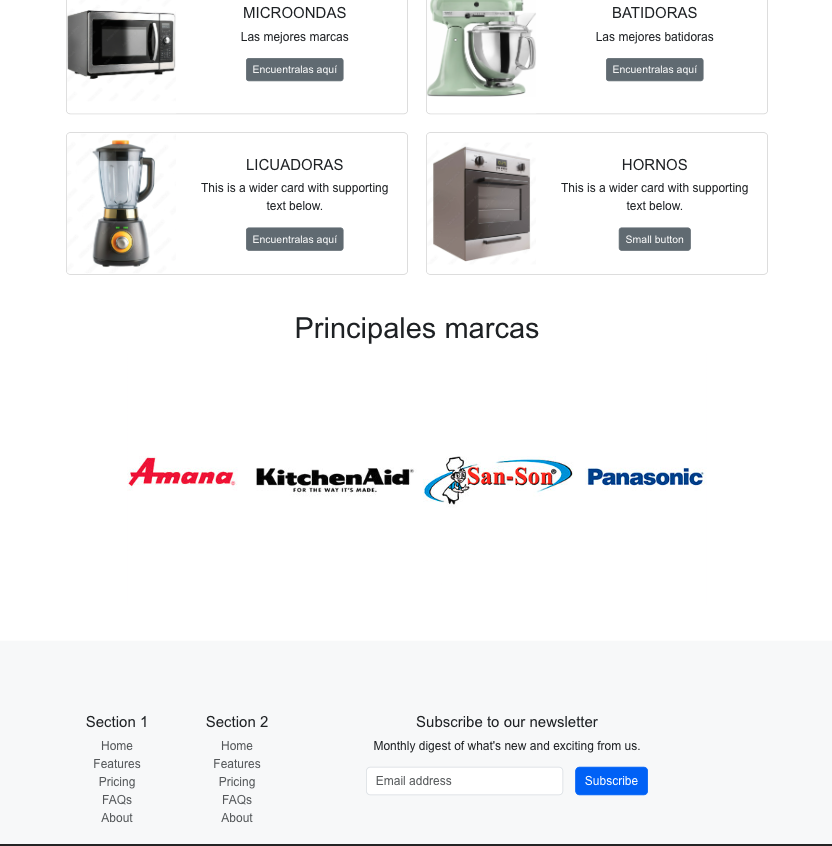 MICROONDAS
Las mejores marcas
Encuentralas aquí
BATIDORAS
Las mejores batidoras
Encuentralas aquí
LICUADORAS
This is a wider card with supporting
text below.
Encuentralas aquí
HORNOS
This is a wider card with supporting
text below.
Small button
Principales marcas
Amana®
KitchenAid®
FOR THE WAY IT'S MADE.
San-Son®
Panasonic
Section 1
Home
Features
Pricing
FAQs
About
Section 2
Home
Features
Pricing
FAQs
About
Subscribe to our newsletter
Monthly digest of what's new and exciting from us.
Email address
Subscribe